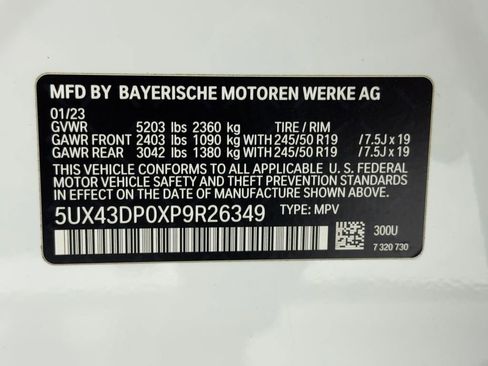 MFD BY BAYERISCHE MOTOREN WERKE AG
01/23
GVWR 5203 lbs 2360 kg TIRE / RIM
GAWR FRONT 2403 lbs 1090 kg WITH 245/50 R19 / 7.5J x 19
GAWR REAR 3042 lbs 1380 kg WITH 245/50 R19 / 7.5J x 19
THIS VEHICLE CONFORMS TO ALL APPLICABLE U. S. FEDERAL
MOTOR VEHICLE SAFETY AND THEFT PREVENTION STANDARDS
IN EFFECT ON THE DATE OF MANUFACTURE SHOWN ABOVE.
5UX43DP0XP9R26349 TYPE: MPV
300U
7 320 730